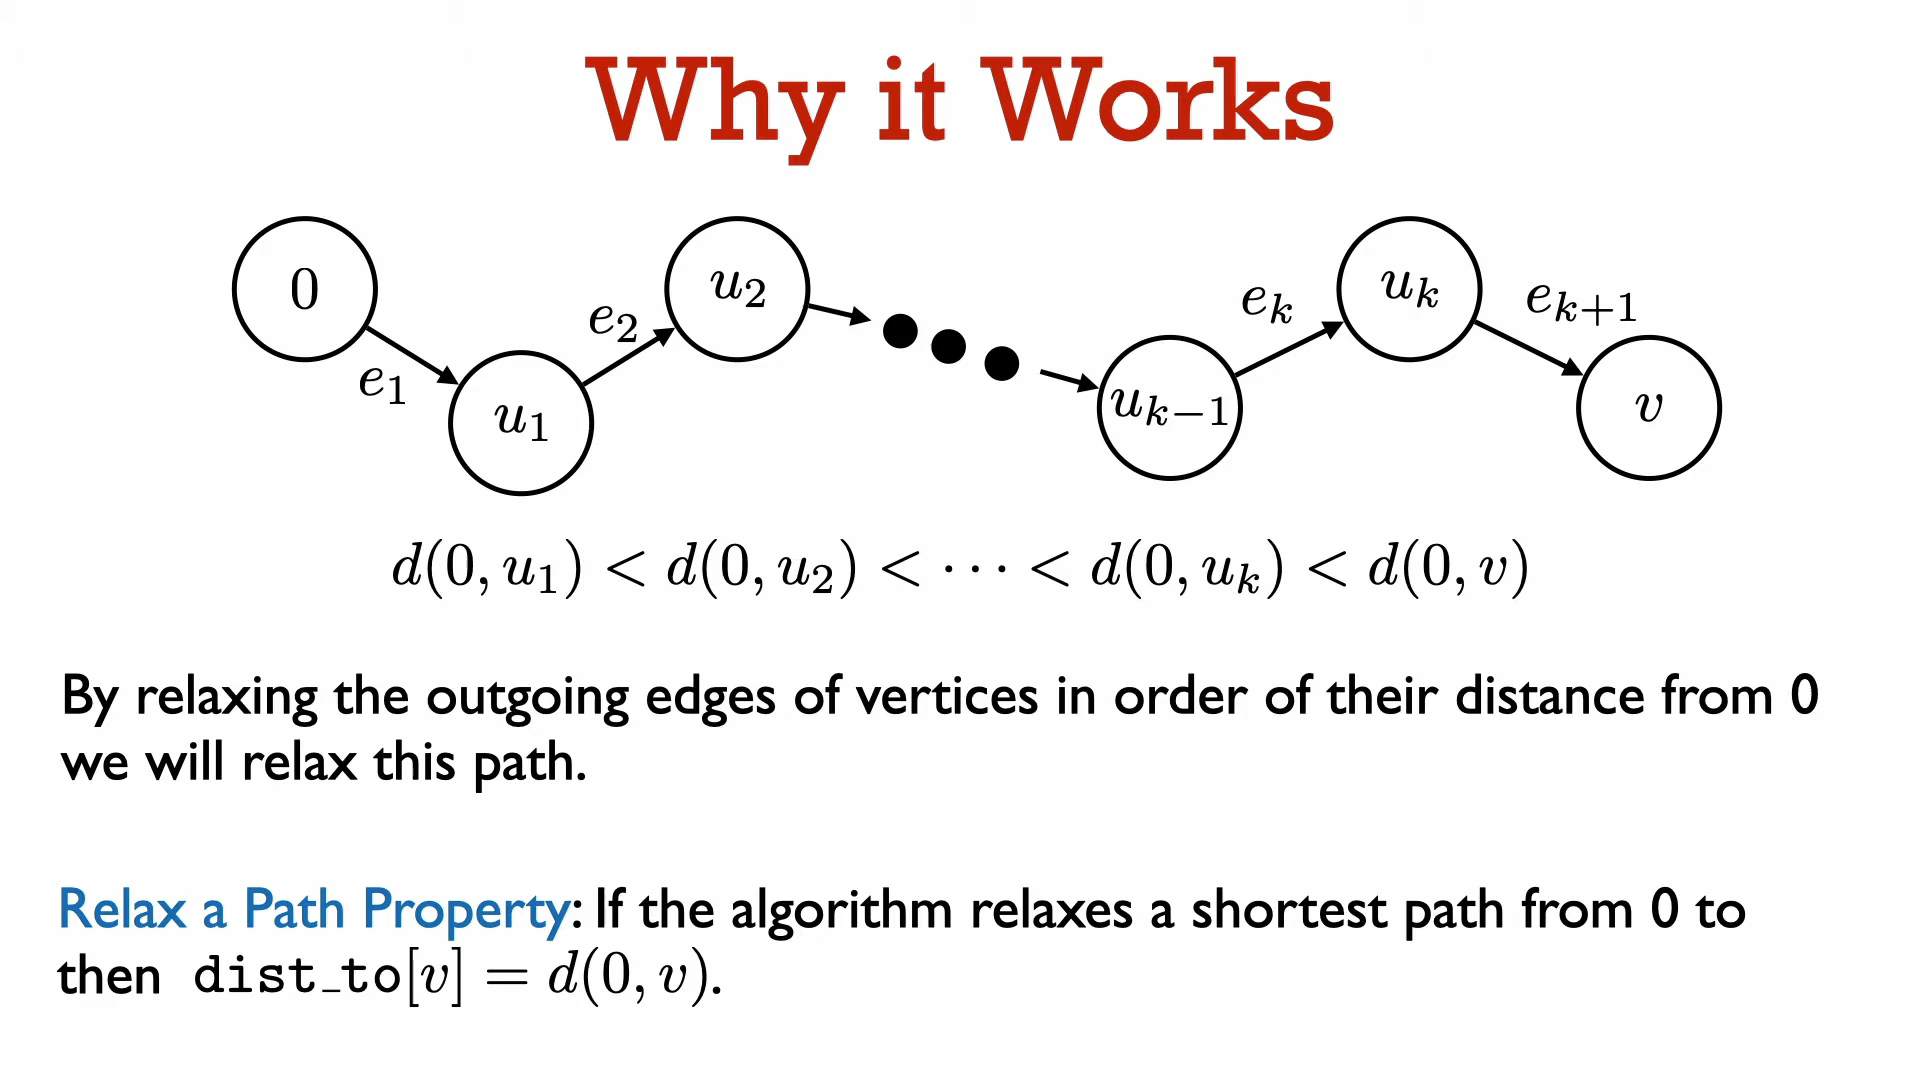 Why it Works
0
u₂
uₖ
e₂
eₖ
eₖ₊₁
e₁
u₁
uₖ₋₁
v
d(0, u₁) < d(0, u₂) < ··· < d(0, uₖ) < d(0, v)
By relaxing the outgoing edges of vertices in order of their distance from 0
we will relax this path.
Relax a Path Property: If the algorithm relaxes a shortest path from 0 to
then dist_to[v] = d(0, v).